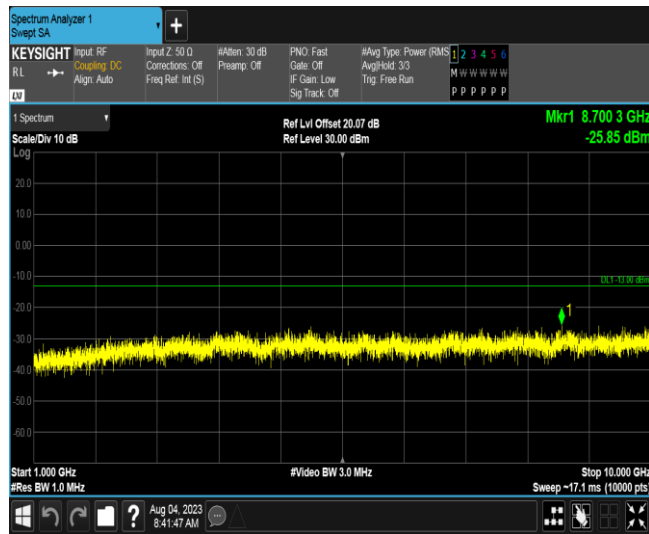 Spectrum Analyzer 1
Swept SA
+
KEYSIGHT
RL
LXI
Input: RF
Coupling: DC
Align: Auto
Input Z: 50 Ω
Corrections: Off
Freq Ref: Int (S)
#Atten: 30 dB
Preamp: Off
PNO: Fast
Gate: Off
IF Gain: Low
Sig Track: Off
#Avg Type: Power (RMS
Avg|Hold: 3/3
Trig: Free Run
1 2 3 4 5 6
M W W W W W
P P P P P P
1 Spectrum
Scale/Div 10 dB
Log
Ref Lvl Offset 20.07 dB
Ref Level 30.00 dBm
Mkr1 8.700 3 GHz
-25.85 dBm
20.0
10.0
0.00
-10.0
-20.0
-30.0
-40.0
-50.0
-60.0
DL1 -13.00 dBm
1
Start 1.000 GHz
#Res BW 1.0 MHz
#Video BW 3.0 MHz
Stop 10.000 GHz
Sweep ~17.1 ms (10000 pts)
?
Aug 04, 2023
8:41:47 AM